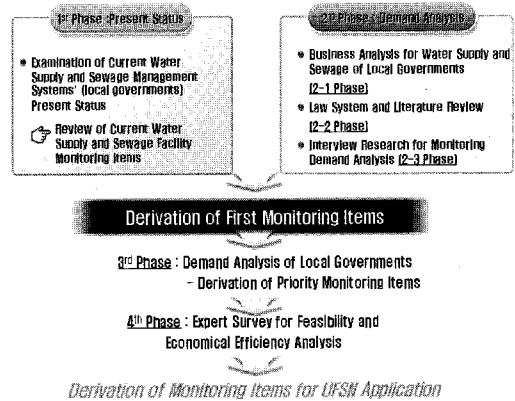 1st Phase :Present Status
Examination of Current Water
Supply and Sewage Management
Systems' (local governments)
Present Status
Review of Current Water
Supply and Sewage Facility
Monitoring Items
2nd Phase : Demand Analysis
Business Analysis for Water Supply and
Sewage of Local Governments
(2-1 Phase)
Law System and Literature Review
(2-2 Phase)
Interview Research for Monitoring
Demand Analysis (2-3 Phase)
Derivation of First Monitoring Items
3rd Phase : Demand Analysis of Local Governments
- Derivation of Priority Monitoring Items
4th Phase : Expert Survey for Feasibility and
Economical Efficiency Analysis
Derivation of Monitoring Items for UFSN Application